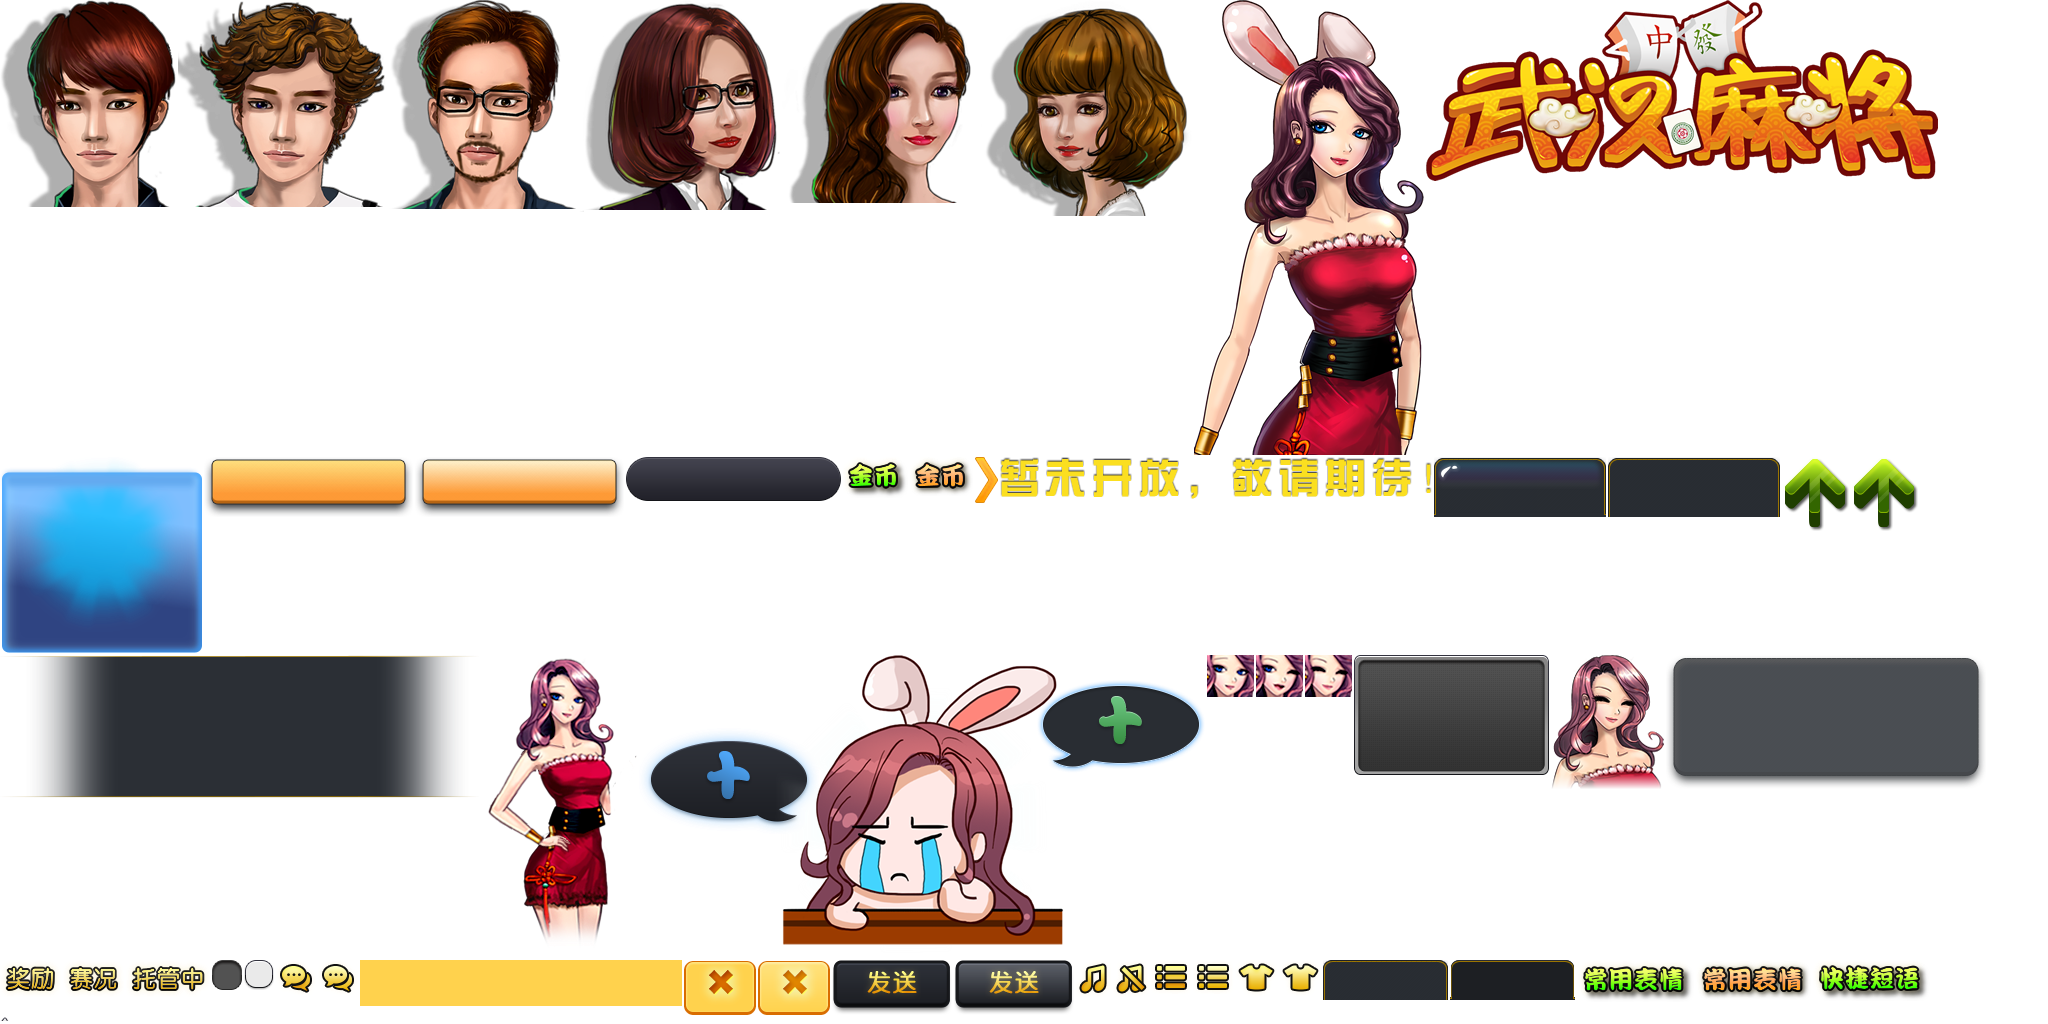 中 發
武汉麻将
金币 金币 暂未开放，敬请期待！
奖励 赛况 托管中 发送 发送 常用表情 常用表情 快捷短语